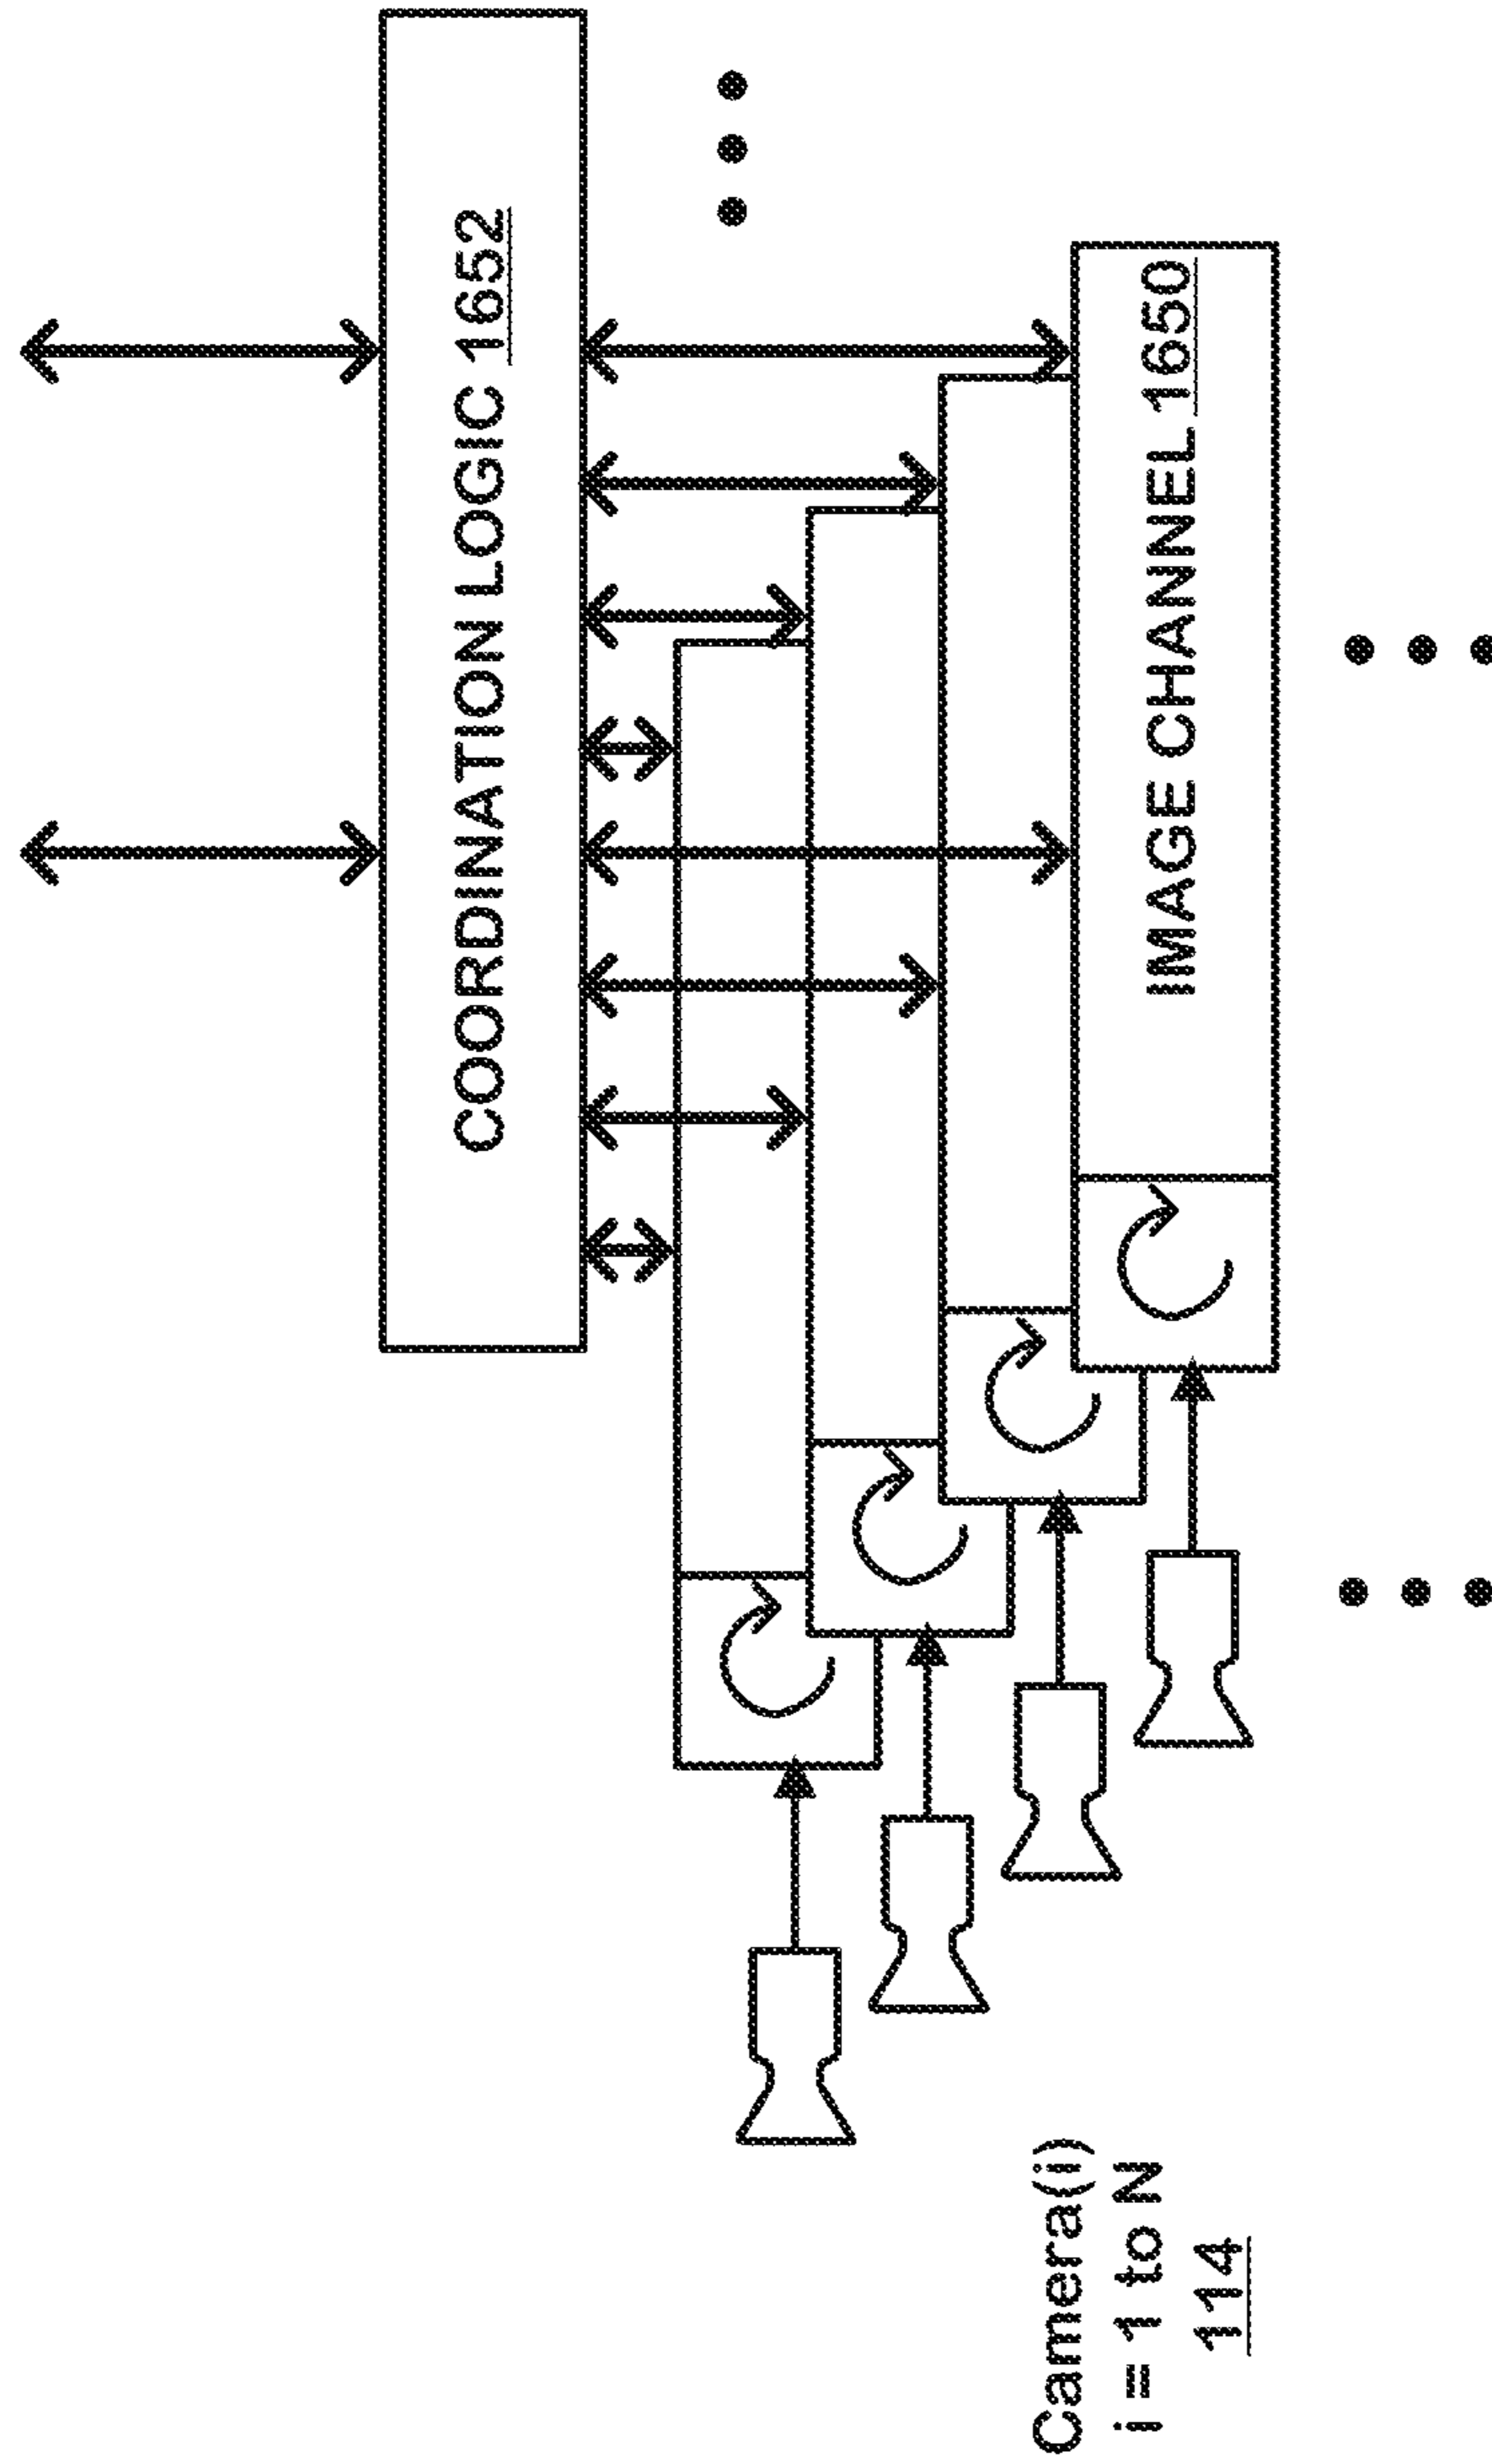 COORDINATION LOGIC 1652
IMAGE CHANNEL 1650
Camera(i)
i = 1 to N
114